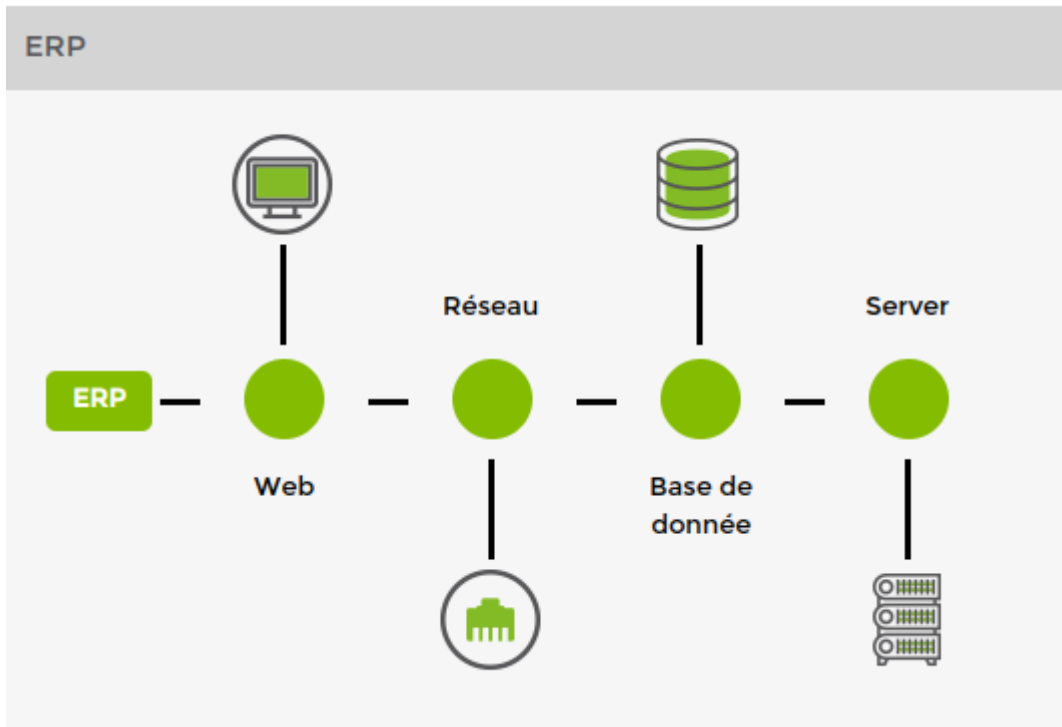 ERP
Réseau
Server
ERP
Web
Base de
donnée